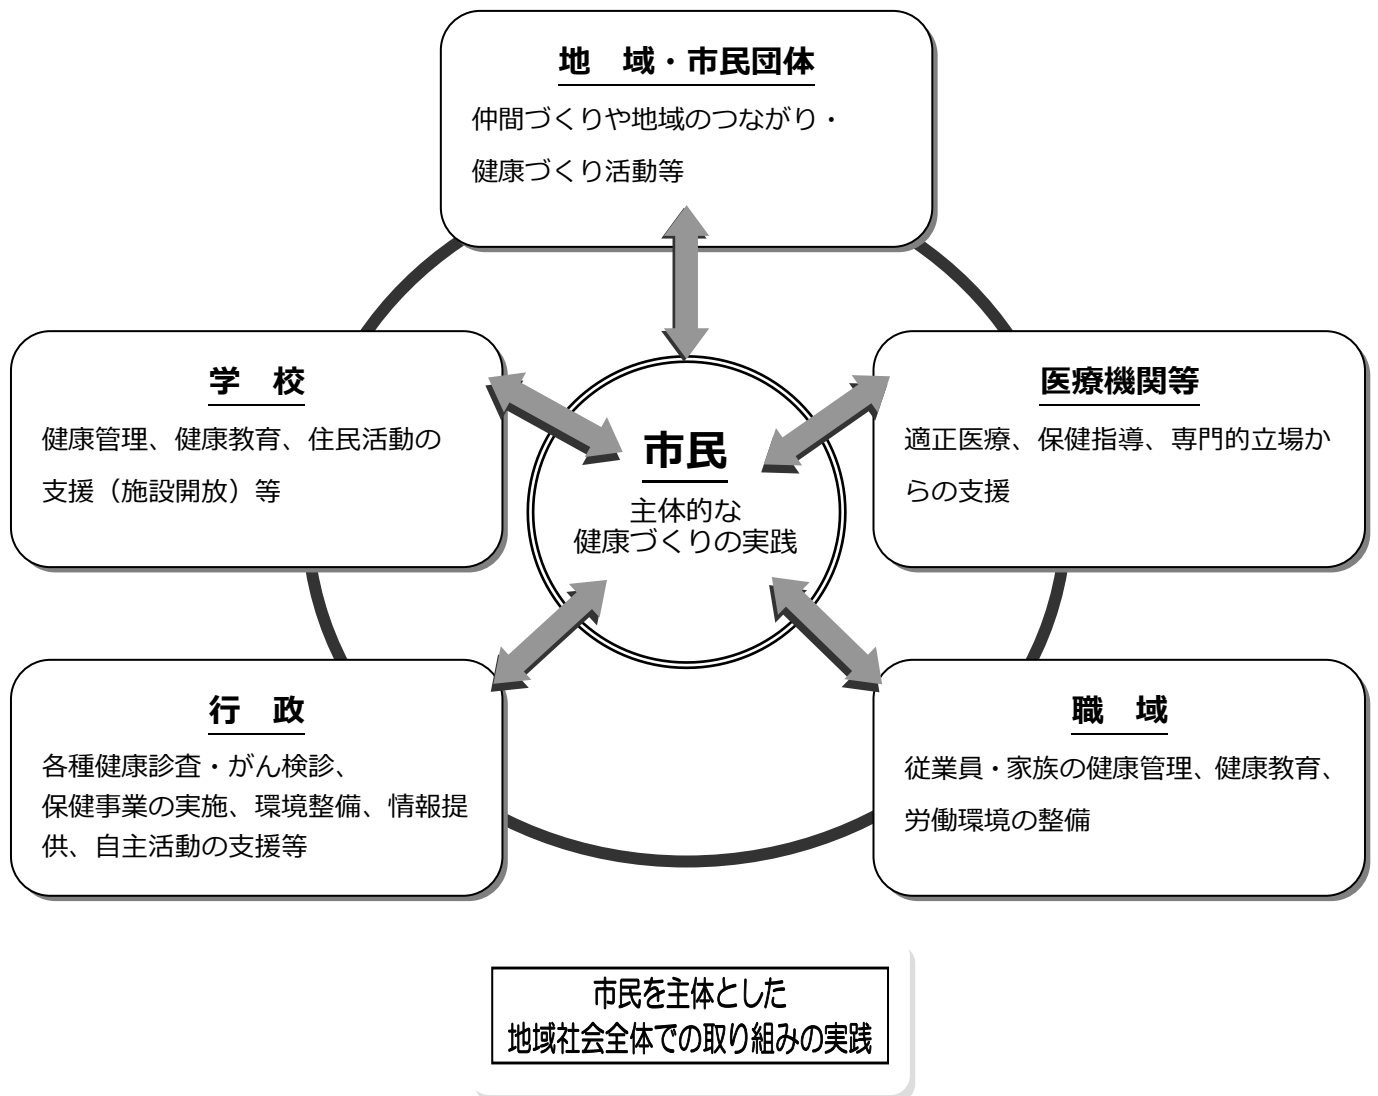 地　域・市民団体
仲間づくりや地域のつながり・
健康づくり活動等
学　校
健康管理、健康教育、住民活動の
支援（施設開放）等
医療機関等
適正医療、保健指導、専門的立場か
らの支援
市民
主体的な
健康づくりの実践
行　政
各種健康診査・がん検診、
保健事業の実施、環境整備、情報提
供、自主活動の支援等
職　域
従業員・家族の健康管理、健康教育、
労働環境の整備
市民を主体とした
地域社会全体での取り組みの実践